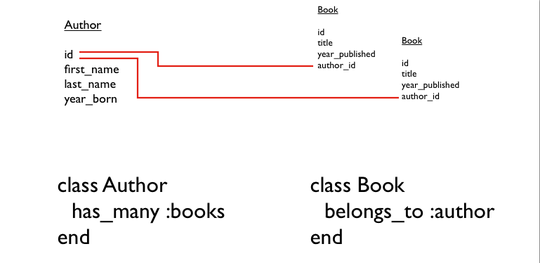 Author
id
first_name
last_name
year_born
Book
id
title
year_published
author_id
Book
id
title
year_published
author_id
class Author
has_many :books
end
class Book
belongs_to :author
end